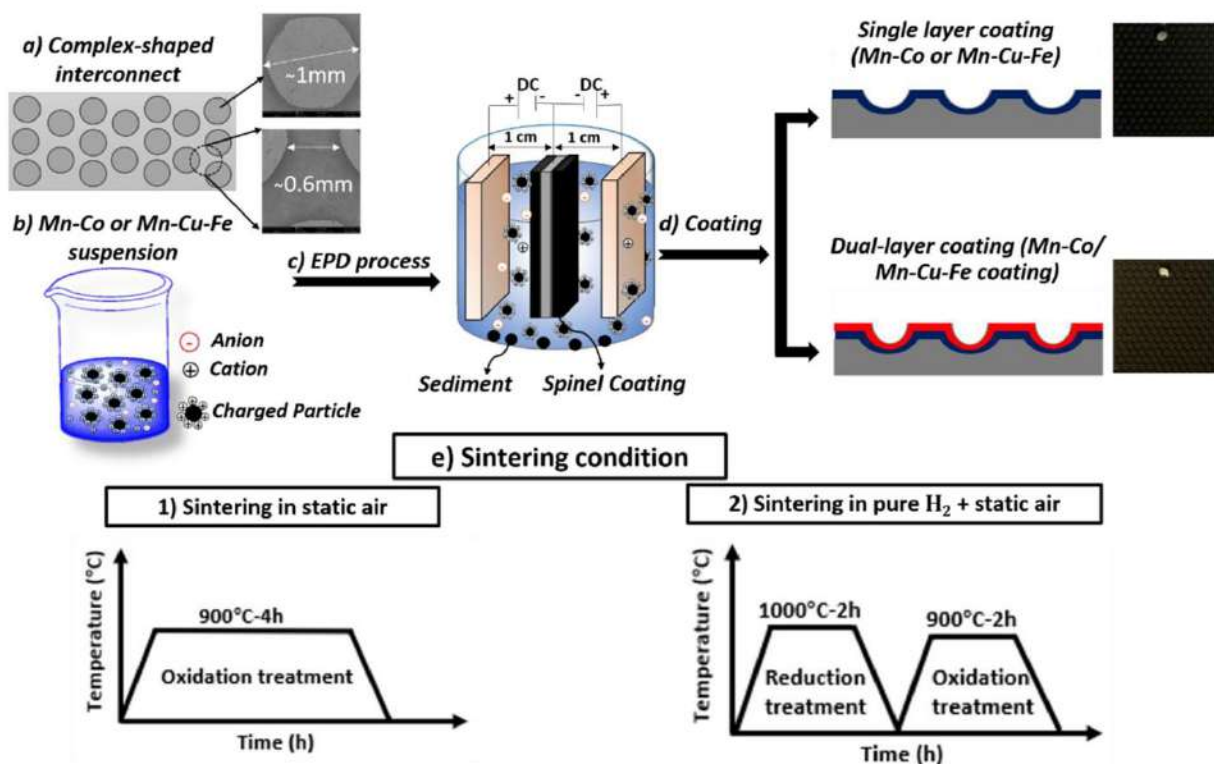 a) Complex-shaped
interconnect
~1mm
~0.6mm
b) Mn-Co or Mn-Cu-Fe
suspension
- Anion
+ Cation
Charged Particle
c) EPD process
DC DC
+ - - +
1 cm 1 cm
Sediment Spinel Coating
d) Coating
Single layer coating
(Mn-Co or Mn-Cu-Fe)
Dual-layer coating (Mn-Co/
Mn-Cu-Fe coating)
e) Sintering condition
1) Sintering in static air
Temperature (°C)
900°C-4h
Oxidation treatment
Time (h)
2) Sintering in pure H₂ + static air
Temperature (°C)
1000°C-2h
Reduction
treatment
900°C-2h
Oxidation
treatment
Time (h)